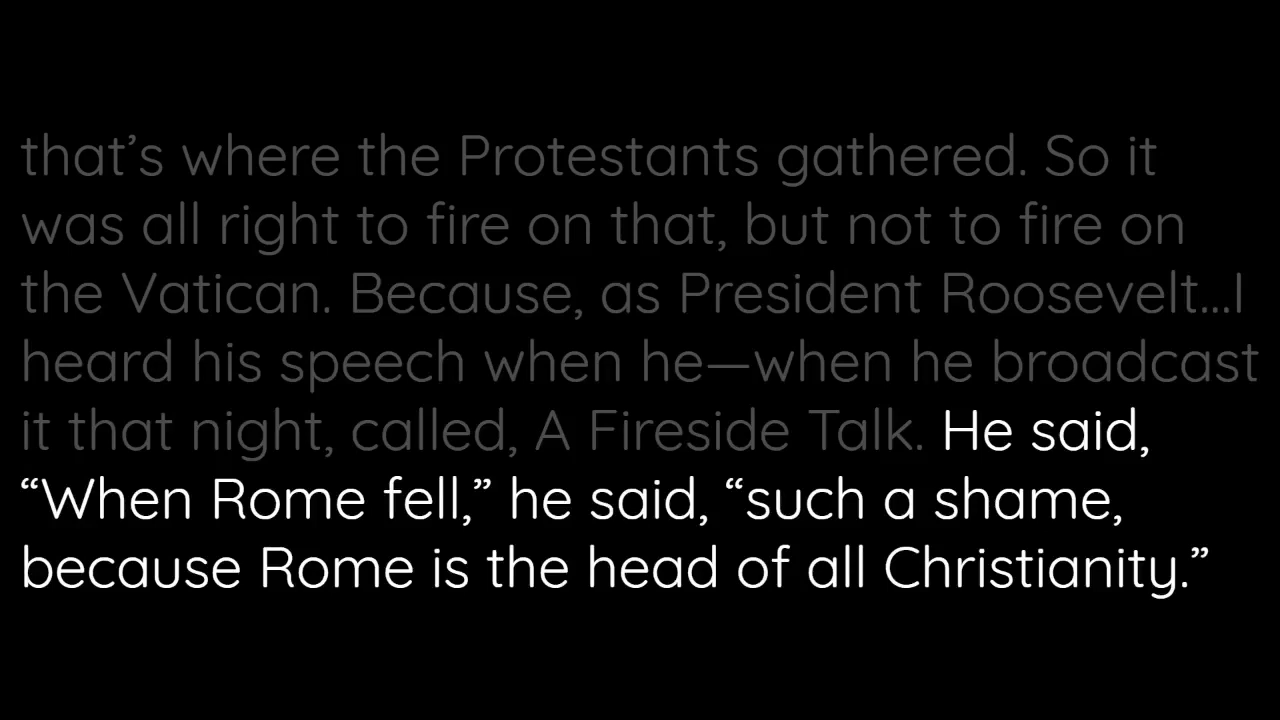 that’s where the Protestants gathered. So it
was all right to fire on that, but not to fire on
the Vatican. Because, as President Roosevelt...I
heard his speech when he—when he broadcast
it that night, called, A Fireside Talk. He said,
“When Rome fell,” he said, “such a shame,
because Rome is the head of all Christianity.”